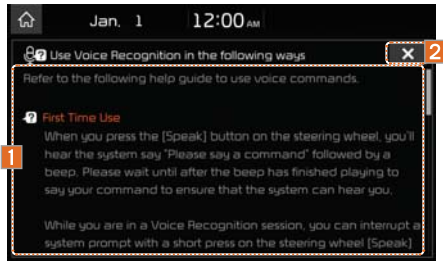 Jan. 1 12:00 AM
Use Voice Recognition in the following ways
2
Refer to the following help guide to use voice commands.
First Time Use
When you press the [Speak] button on the steering wheel, you'll
hear the system say "Please say a command" followed by a
1
beep. Please wait until after the beep has finished playing to
say your command to ensure that the system can hear you.
While you are in a Voice Recognition session, you can interrupt a
system prompt with a short press on the steering wheel [Speak]